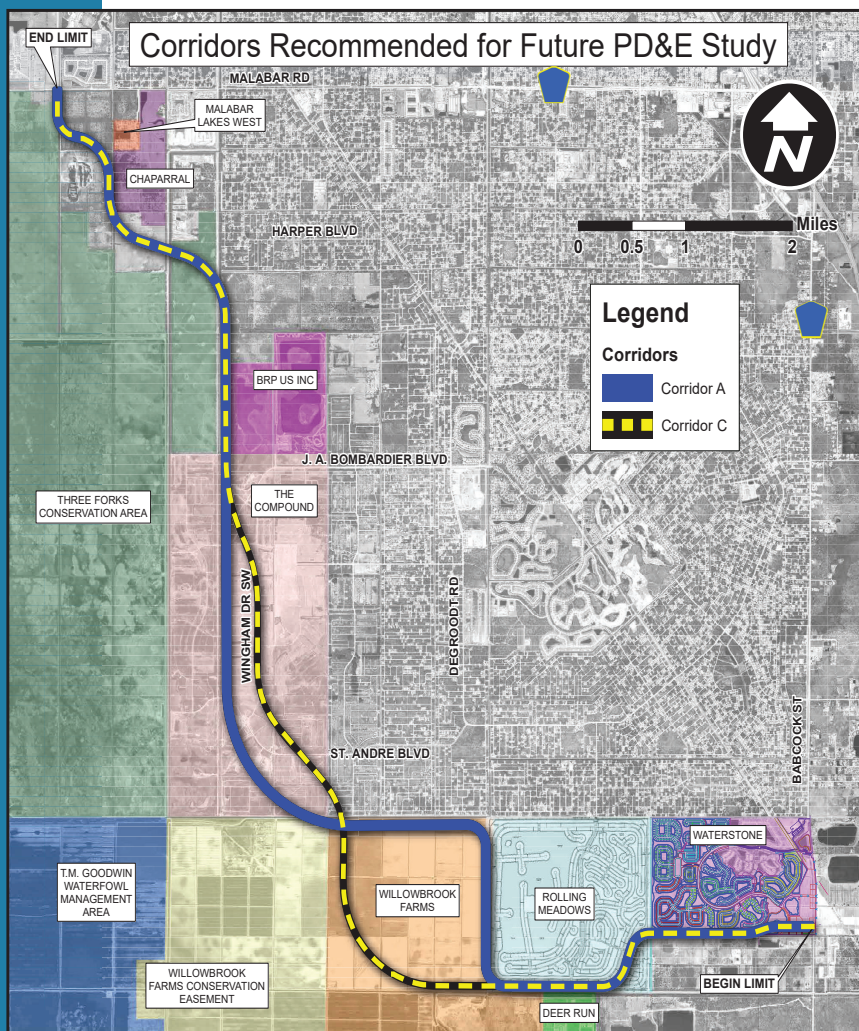 Corridors Recommended for Future PD&E Study
END LIMIT
MALABAR RD
MALABAR
LAKES WEST
CHAPARRAL
N
HARPER BLVD
Miles
0
0.5
1
2
Legend
Corridors
Corridor A
Corridor C
BRP US INC
J. A. BOMBARDIER BLVD
THREE FORKS
CONSERVATION AREA
THE
COMPOUND
WINGHAM DR SW
DEGROODT RD
BABCOCK ST
ST. ANDRE BLVD
WATERSTONE
T.M. GOODWIN
WATERFOWL
MANAGEMENT
AREA
WILLOWBROOK
FARMS
ROLLING
MEADOWS
WILLOWBROOK
FARMS CONSERVATION
EASEMENT
BEGIN LIMIT
DEER RUN